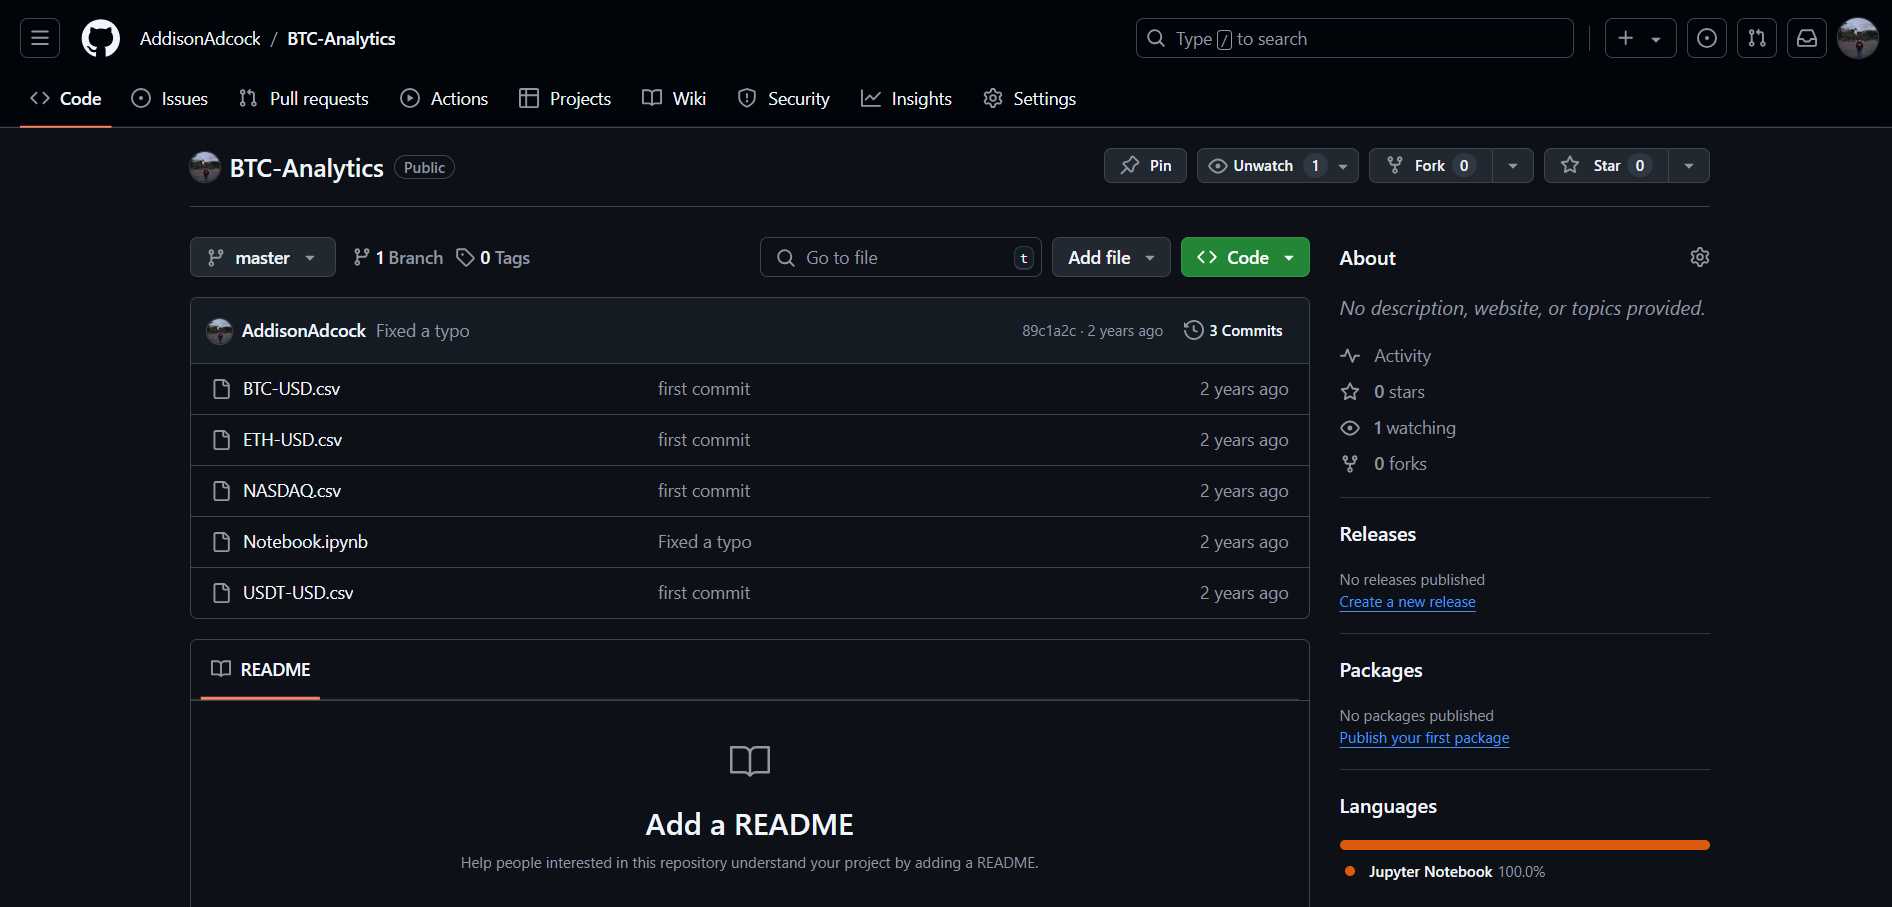 AddisonAdcock / BTC-Analytics
Type / to search
Code Issues Pull requests Actions Projects Wiki Security Insights Settings
BTC-Analytics Public
Pin Unwatch 1 Fork 0 Star 0
master 1 Branch 0 Tags Go to file t Add file Code
AddisonAdcock Fixed a typo 89c1a2c · 2 years ago 3 Commits
BTC-USD.csv first commit 2 years ago
ETH-USD.csv first commit 2 years ago
NASDAQ.csv first commit 2 years ago
Notebook.ipynb Fixed a typo 2 years ago
USDT-USD.csv first commit 2 years ago
README
Add a README
Help people interested in this repository understand your project by adding a README.
About
No description, website, or topics provided.
Activity
0 stars
1 watching
0 forks
Releases
No releases published
Create a new release
Packages
No packages published
Publish your first package
Languages
Jupyter Notebook 100.0%